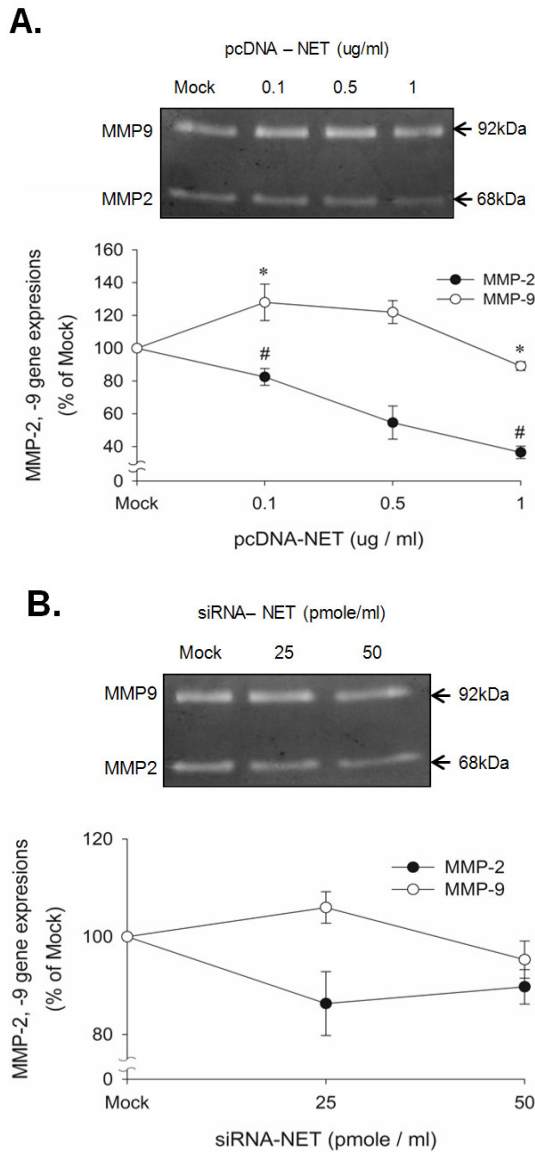 A.
pcDNA – NET (ug/ml)
Mock 0.1 0.5 1
MMP9 92kDa
MMP2 68kDa
160
140
120
100
80
60
40
0
MMP-2, -9 gene expresions
(% of Mock)
MMP-2
MMP-9
*
#
*
#
Mock 0.1 0.5 1
pcDNA-NET (ug / ml)
B.
siRNA– NET (pmole/ml)
Mock 25 50
MMP9 92kDa
MMP2 68kDa
120
100
80
0
MMP-2, -9 gene expresions
(% of Mock)
MMP-2
MMP-9
Mock 25 50
siRNA-NET (pmole / ml)